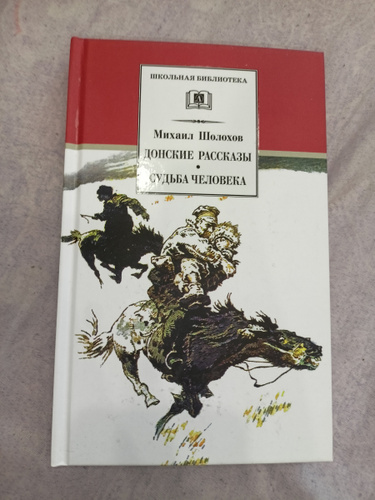 ШКОЛЬНАЯ БИБЛИОТЕКА
Михаил Шолохов
ДОНСКИЕ РАССКАЗЫ
•
СУДЬБА ЧЕЛОВЕКА